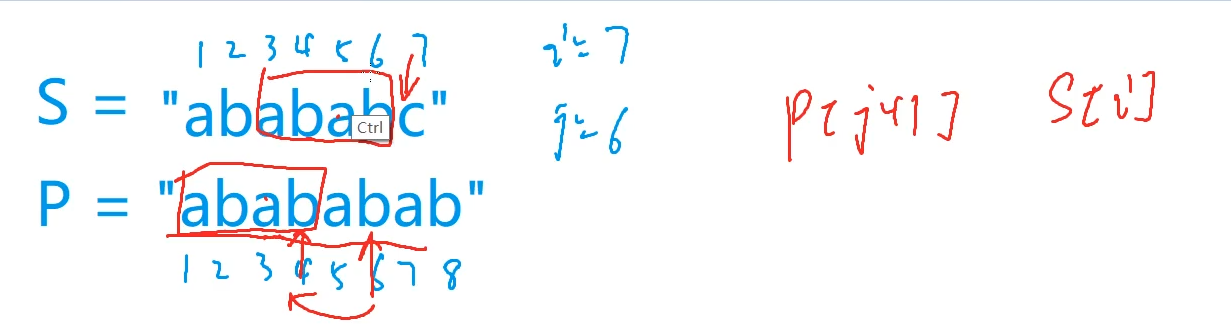 1 2 3 4 5 6 7
i = 7
S = "abababc"
Ctrl
j = 6
P[j+1] S[i]
P = "abababab"
1 2 3 4 5 6 7 8